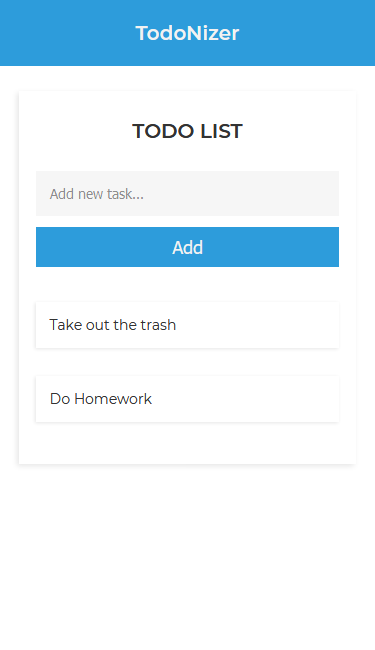 TodoNizer
TODO LIST
Add new task...
Add
Take out the trash
Do Homework